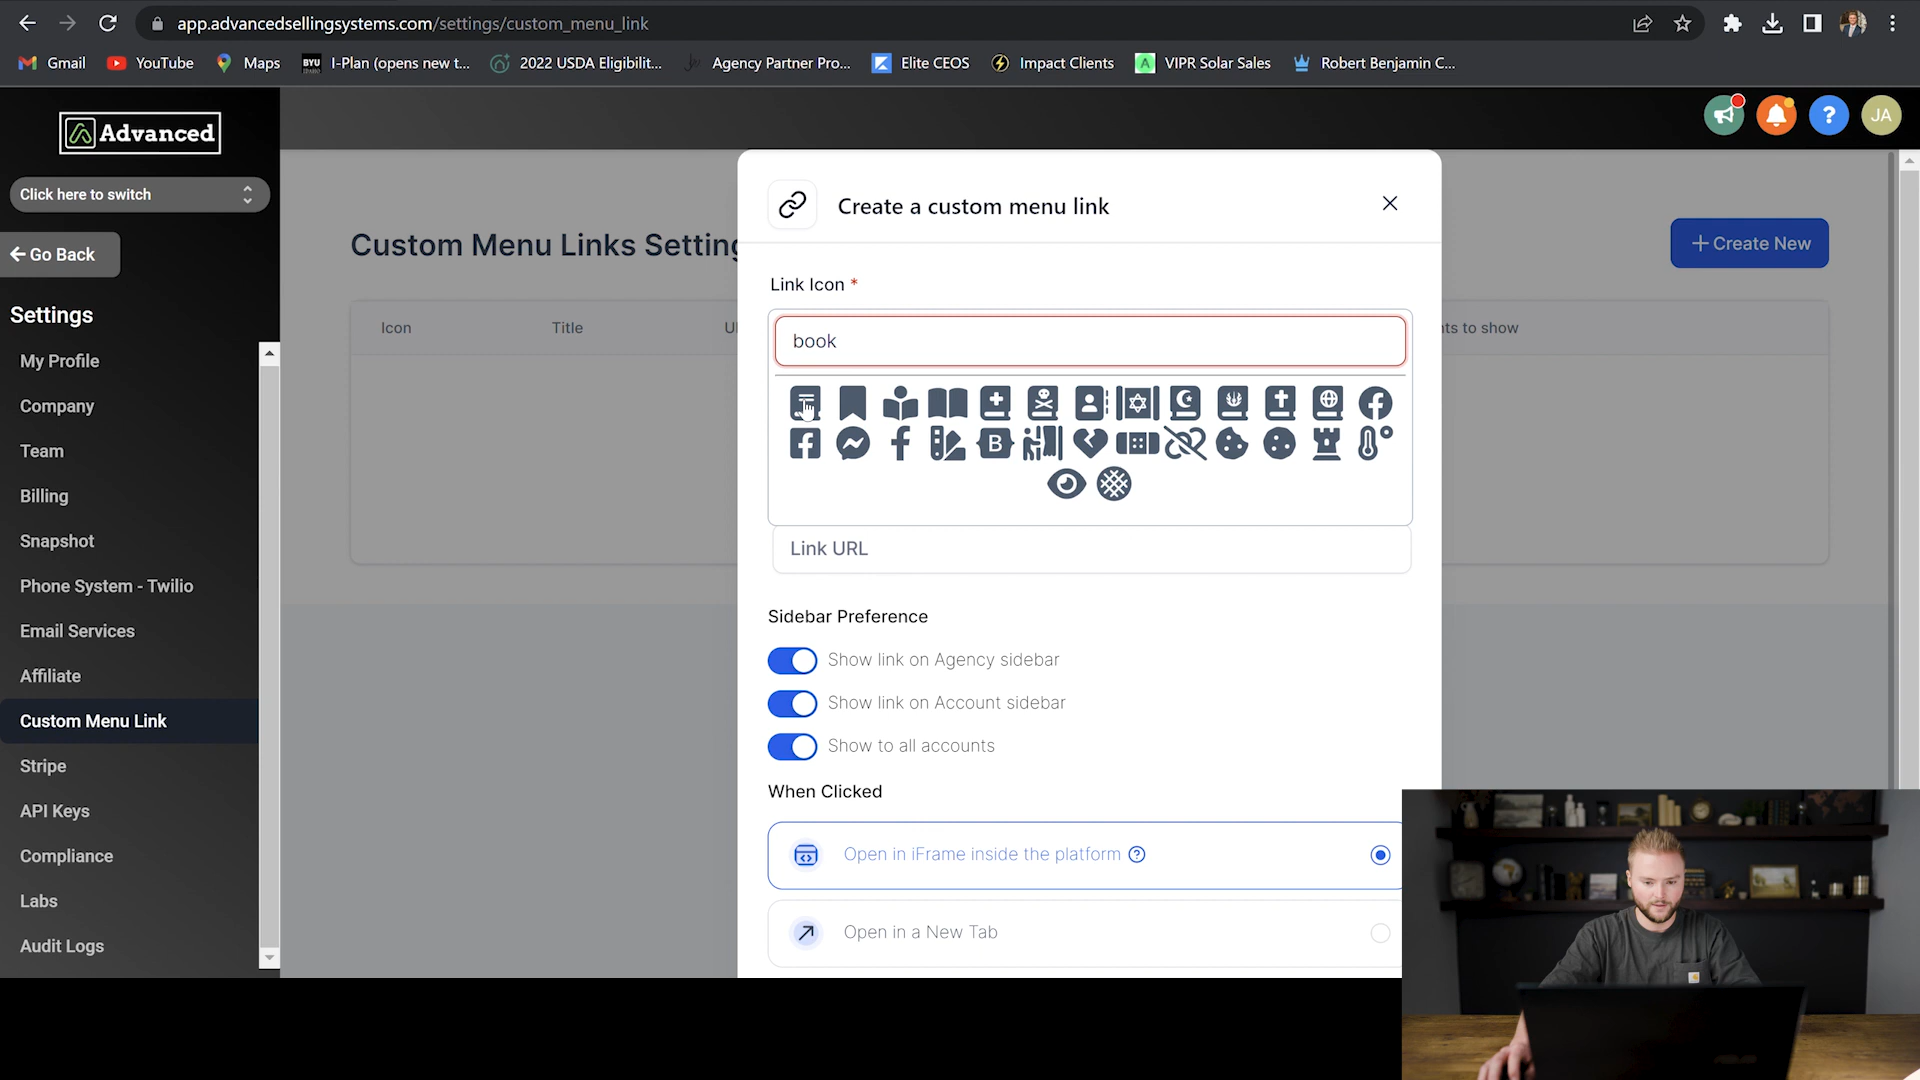 app.advancedsellingsystems.com/settings/custom_menu_link
Gmail YouTube Maps BYU IDAHO I-Plan (opens new t... 2022 USDA Eligibilit... Agency Partner Pro... Elite CEOS Impact Clients A VIPR Solar Sales Robert Benjamin C...
Advanced
? JA
Click here to switch
Create a custom menu link
Go Back
Custom Menu Links Setting
+ Create New
Link Icon *
Settings
Icon Title UI nts to show
book
My Profile
Company
Team
B
Billing
Snapshot
Link URL
Phone System - Twilio
Sidebar Preference
Email Services
Show link on Agency sidebar
Affiliate
Show link on Account sidebar
Custom Menu Link
Show to all accounts
Stripe
When Clicked
API Keys
Compliance
Open in iFrame inside the platform ?
Labs
Open in a New Tab
Audit Logs